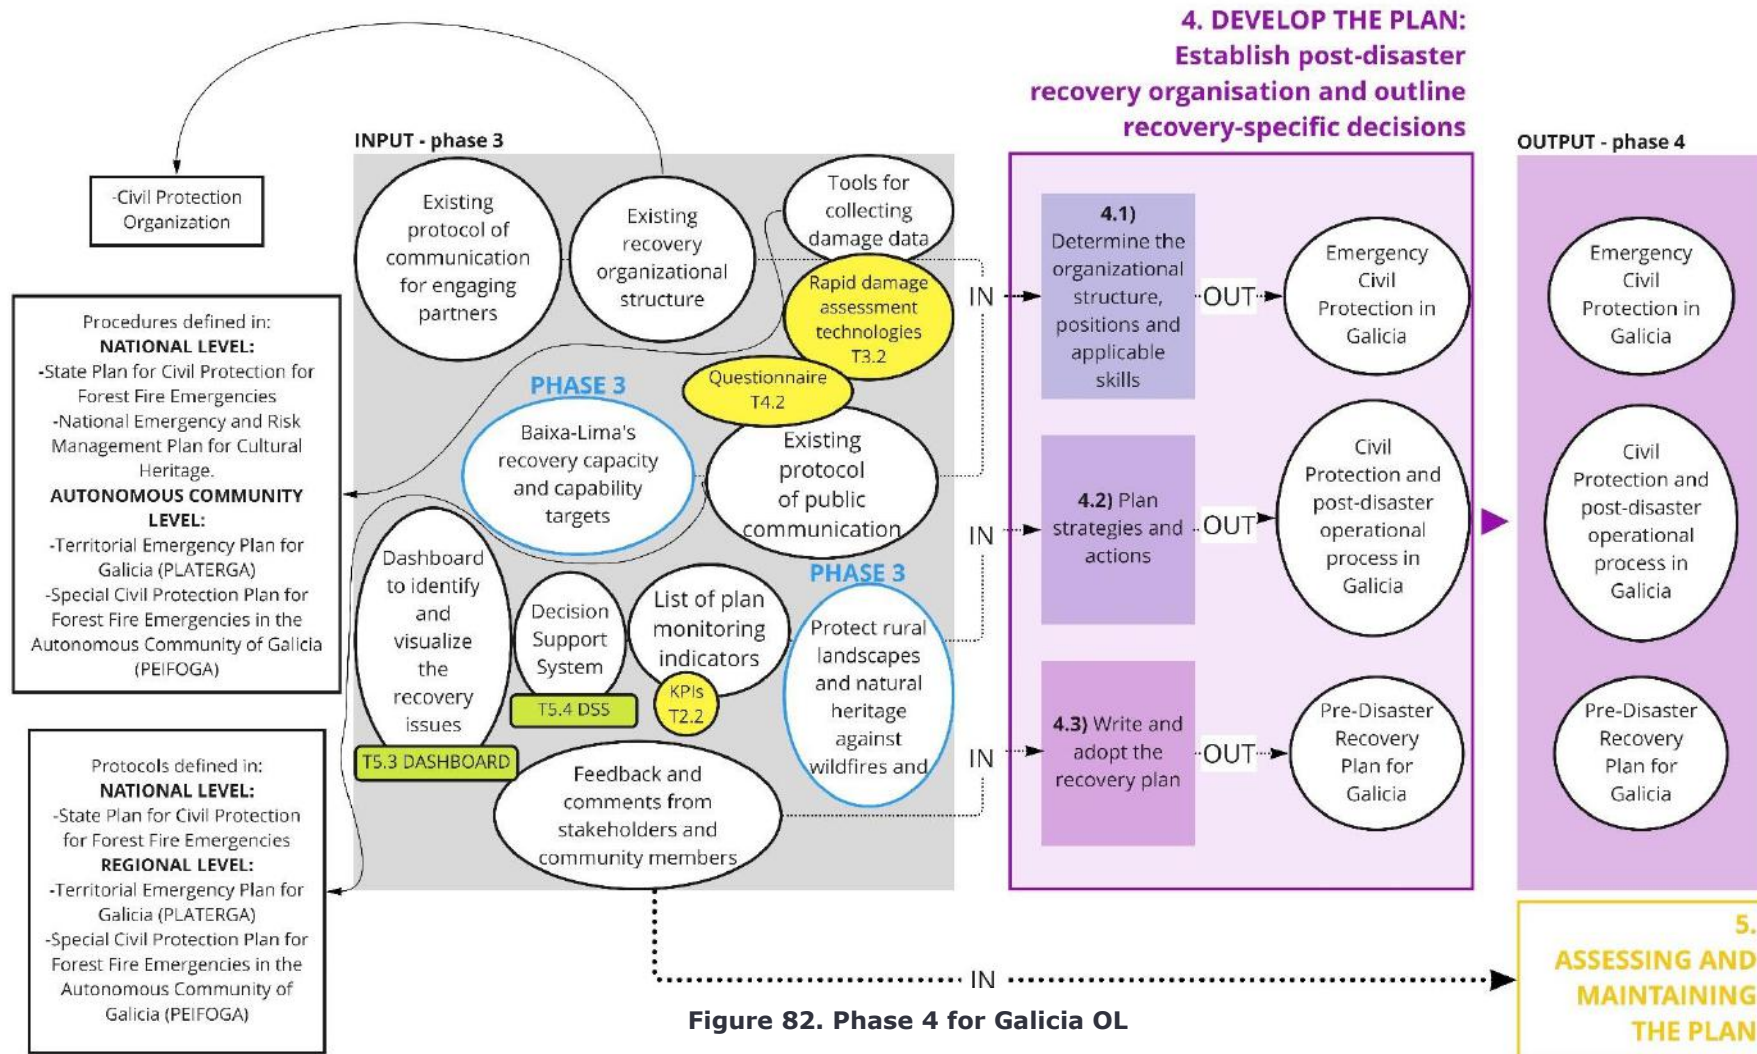 4. DEVELOP THE PLAN:
Establish post-disaster
recovery organisation and outline
recovery-specific decisions
INPUT - phase 3
OUTPUT - phase 4
-Civil Protection
Organization
Procedures defined in:
NATIONAL LEVEL:
-State Plan for Civil Protection for
Forest Fire Emergencies
-National Emergency and Risk
Management Plan for Cultural
Heritage.
AUTONOMOUS COMMUNITY
LEVEL:
-Territorial Emergency Plan for
Galicia (PLATERGA)
-Special Civil Protection Plan for
Forest Fire Emergencies in the
Autonomous Community of Galicia
(PEIFOGA)
Protocols defined in:
NATIONAL LEVEL:
-State Plan for Civil Protection
for Forest Fire Emergencies
REGIONAL LEVEL:
-Territorial Emergency Plan for
Galicia (PLATERGA)
-Special Civil Protection Plan for
Forest Fire Emergencies in the
Autonomous Community of
Galicia (PEIFOGA)
Existing
protocol of
communication
for engaging
partners
Existing
recovery
organizational
structure
Tools for
collecting
damage data
Rapid damage
assessment
technologies
T3.2
Questionnaire
T4.2
PHASE 3
Baixa-Lima's
recovery capacity
and capability
targets
Existing
protocol
of public
communication
Dashboard
to identify
and
visualize
the
recovery
issues
T5.3 DASHBOARD
Decision
Support
System
T5.4 DSS
List of plan
monitoring
indicators
KPIs
T2.2
PHASE 3
Protect rural
landscapes
and natural
heritage
against
wildfires and
Feedback and
comments from
stakeholders and
community members
IN
4.1)
Determine the
organizational
structure,
positions and
applicable
skills
OUT
Emergency
Civil
Protection in
Galicia
IN
4.2) Plan
strategies and
actions
OUT
Civil
Protection and
post-disaster
operational
process in
Galicia
IN
4.3) Write and
adopt the
recovery plan
OUT
Pre-Disaster
Recovery
Plan for
Galicia
Emergency
Civil
Protection in
Galicia
Civil
Protection and
post-disaster
operational
process in
Galicia
Pre-Disaster
Recovery
Plan for
Galicia
IN
5.
ASSESSING AND
MAINTAINING
THE PLAN
Figure 82. Phase 4 for Galicia OL